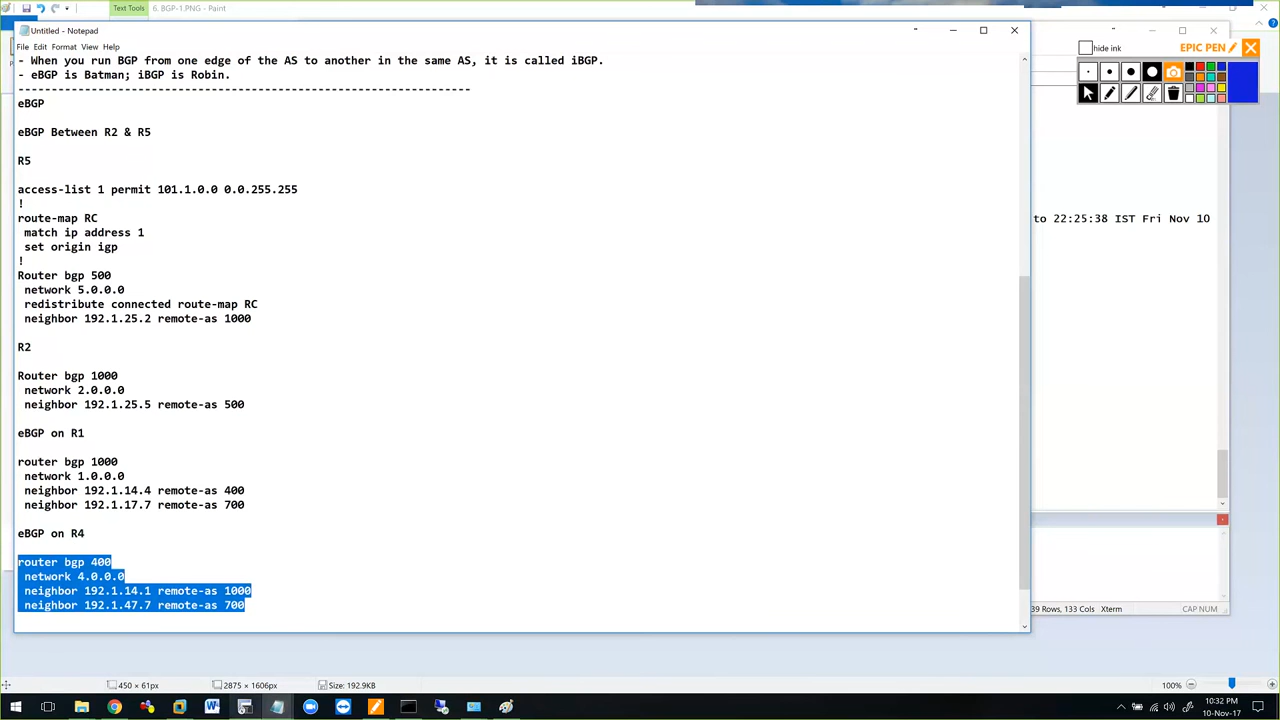 Text Tools
6. BGP-1.PNG - Paint
Untitled - Notepad
File Edit Format View Help
hide ink
EPIC PEN
- When you run BGP from one edge of the AS to another in the same AS, it is called iBGP.
- eBGP is Batman; iBGP is Robin.
--------------------------------------------------------------------
eBGP
eBGP Between R2 & R5
R5
access-list 1 permit 101.1.0.0 0.0.255.255
!
route-map RC
match ip address 1
set origin igp
!
Router bgp 500
network 5.0.0.0
redistribute connected route-map RC
neighbor 192.1.25.2 remote-as 1000
R2
Router bgp 1000
network 2.0.0.0
neighbor 192.1.25.5 remote-as 500
eBGP on R1
router bgp 1000
network 1.0.0.0
neighbor 192.1.14.4 remote-as 400
neighbor 192.1.17.7 remote-as 700
eBGP on R4
router bgp 400
network 4.0.0.0
neighbor 192.1.14.1 remote-as 1000
neighbor 192.1.47.7 remote-as 700
to 22:25:38 IST Fri Nov 10
39 Rows, 133 Cols Xterm CAP NUM
450 × 61px
2875 × 1606px
Size: 192.9KB
100%
10:32 PM
10-Nov-17